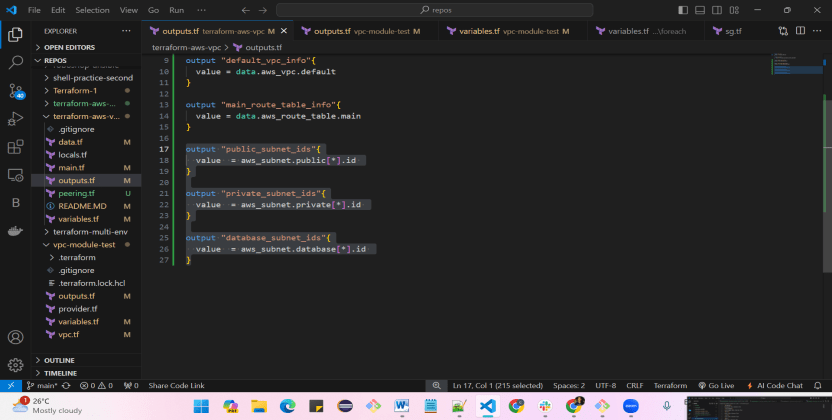 File Edit Selection View Go Run ···
repos
EXPLORER ···
outputs.tf terraform-aws-vpc M
outputs.tf vpc-module-test M
variables.tf vpc-module-test M
variables.tf ...\foreach
sg.tf
terraform-aws-vpc > outputs.tf
OPEN EDITORS
REPOS
shell-practice-second
Terraform-1
terraform-aws-...
terraform-aws-v...
.gitignore
data.tf M
locals.tf
main.tf M
outputs.tf M
peering.tf U
README.MD M
variables.tf M
terraform-multi-env
vpc-module-test
.terraform
.gitignore
.terraform.lock.hcl
outputs.tf M
provider.tf
variables.tf M
vpc.tf M
OUTLINE
TIMELINE
40
9 output "default_vpc_info"{
10 value = data.aws_vpc.default
11 }
12
13 output "main_route_table_info"{
14 value = data.aws_route_table.main
15 }
16
17 output "public_subnet_ids"{
18 value = aws_subnet.public[*].id
19 }
20
21 output "private_subnet_ids"{
22 value = aws_subnet.private[*].id
23 }
24
25 output "database_subnet_ids"{
26 value = aws_subnet.database[*].id
27 }
main* 0 0 0 Share Code Link Ln 17, Col 1 (215 selected) Spaces: 2 UTF-8 CRLF Terraform Go Live AI Code Chat
1
26°C
Mostly cloudy